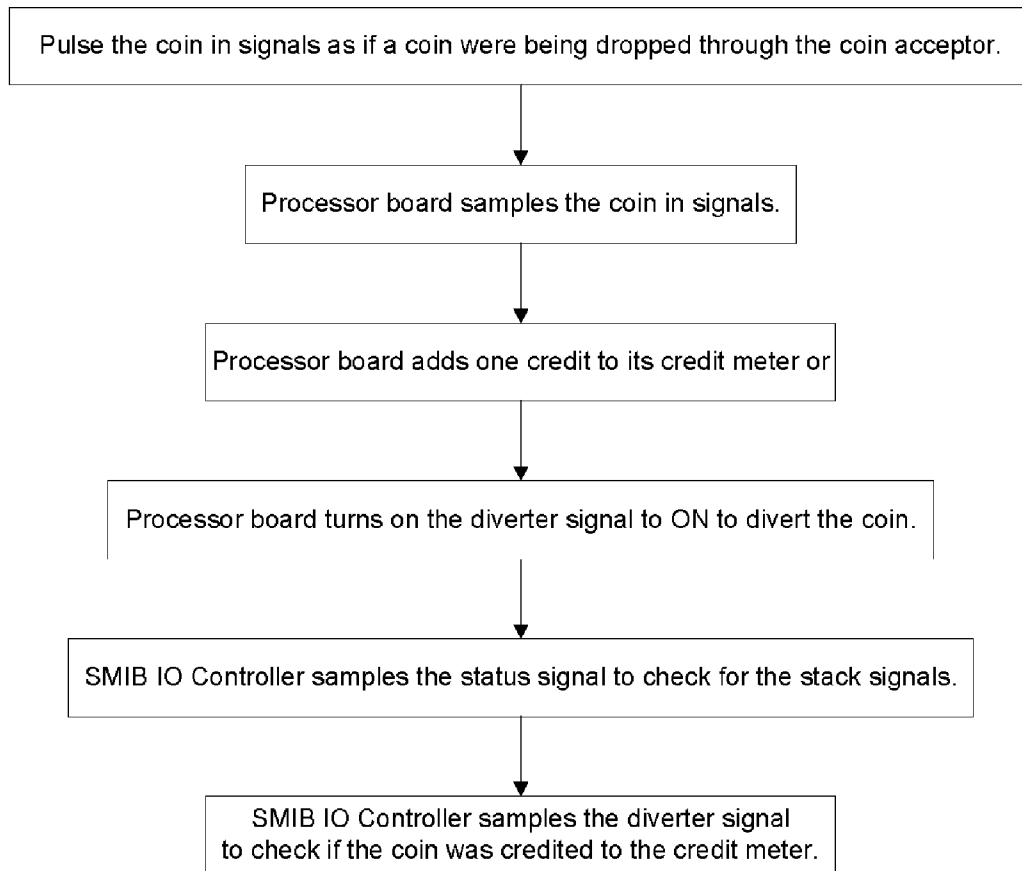 Pulse the coin in signals as if a coin were being dropped through the coin acceptor.
Processor board samples the coin in signals.
Processor board adds one credit to its credit meter or
Processor board turns on the diverter signal to ON to divert the coin.
SMIB IO Controller samples the status signal to check for the stack signals.
SMIB IO Controller samples the diverter signal
to check if the coin was credited to the credit meter.